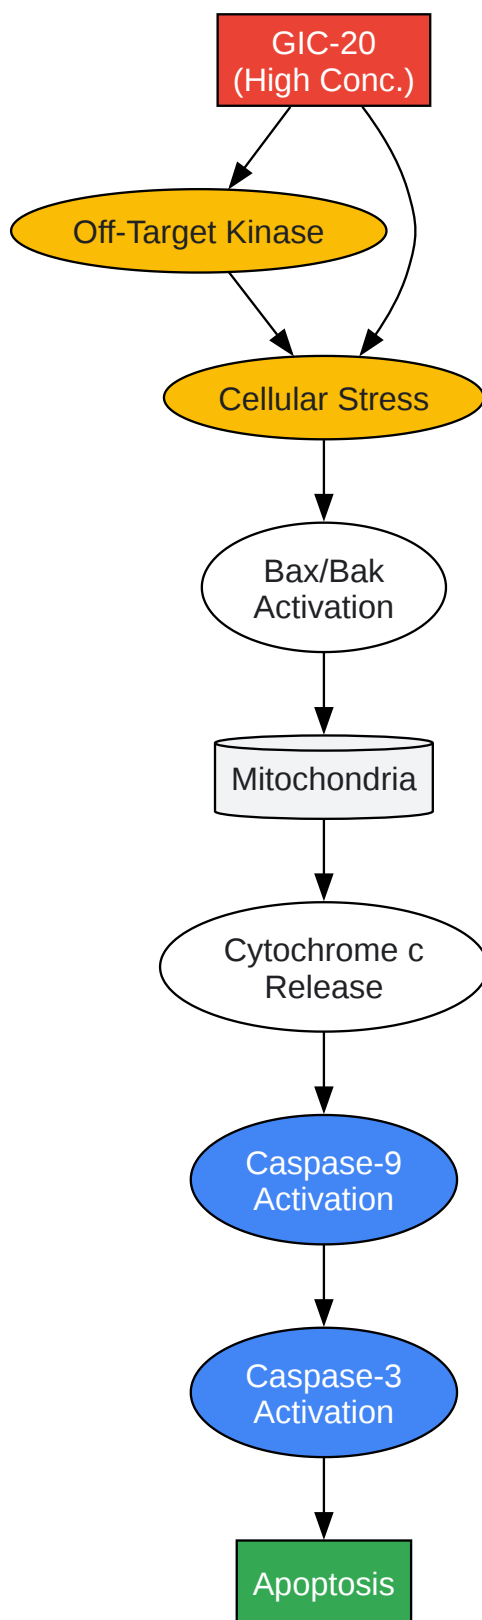 GIC-20
(High Conc.)
Off-Target Kinase
Cellular Stress
Bax/Bak
Activation
Mitochondria
Cytochrome c
Release
Caspase-9
Activation
Caspase-3
Activation
Apoptosis